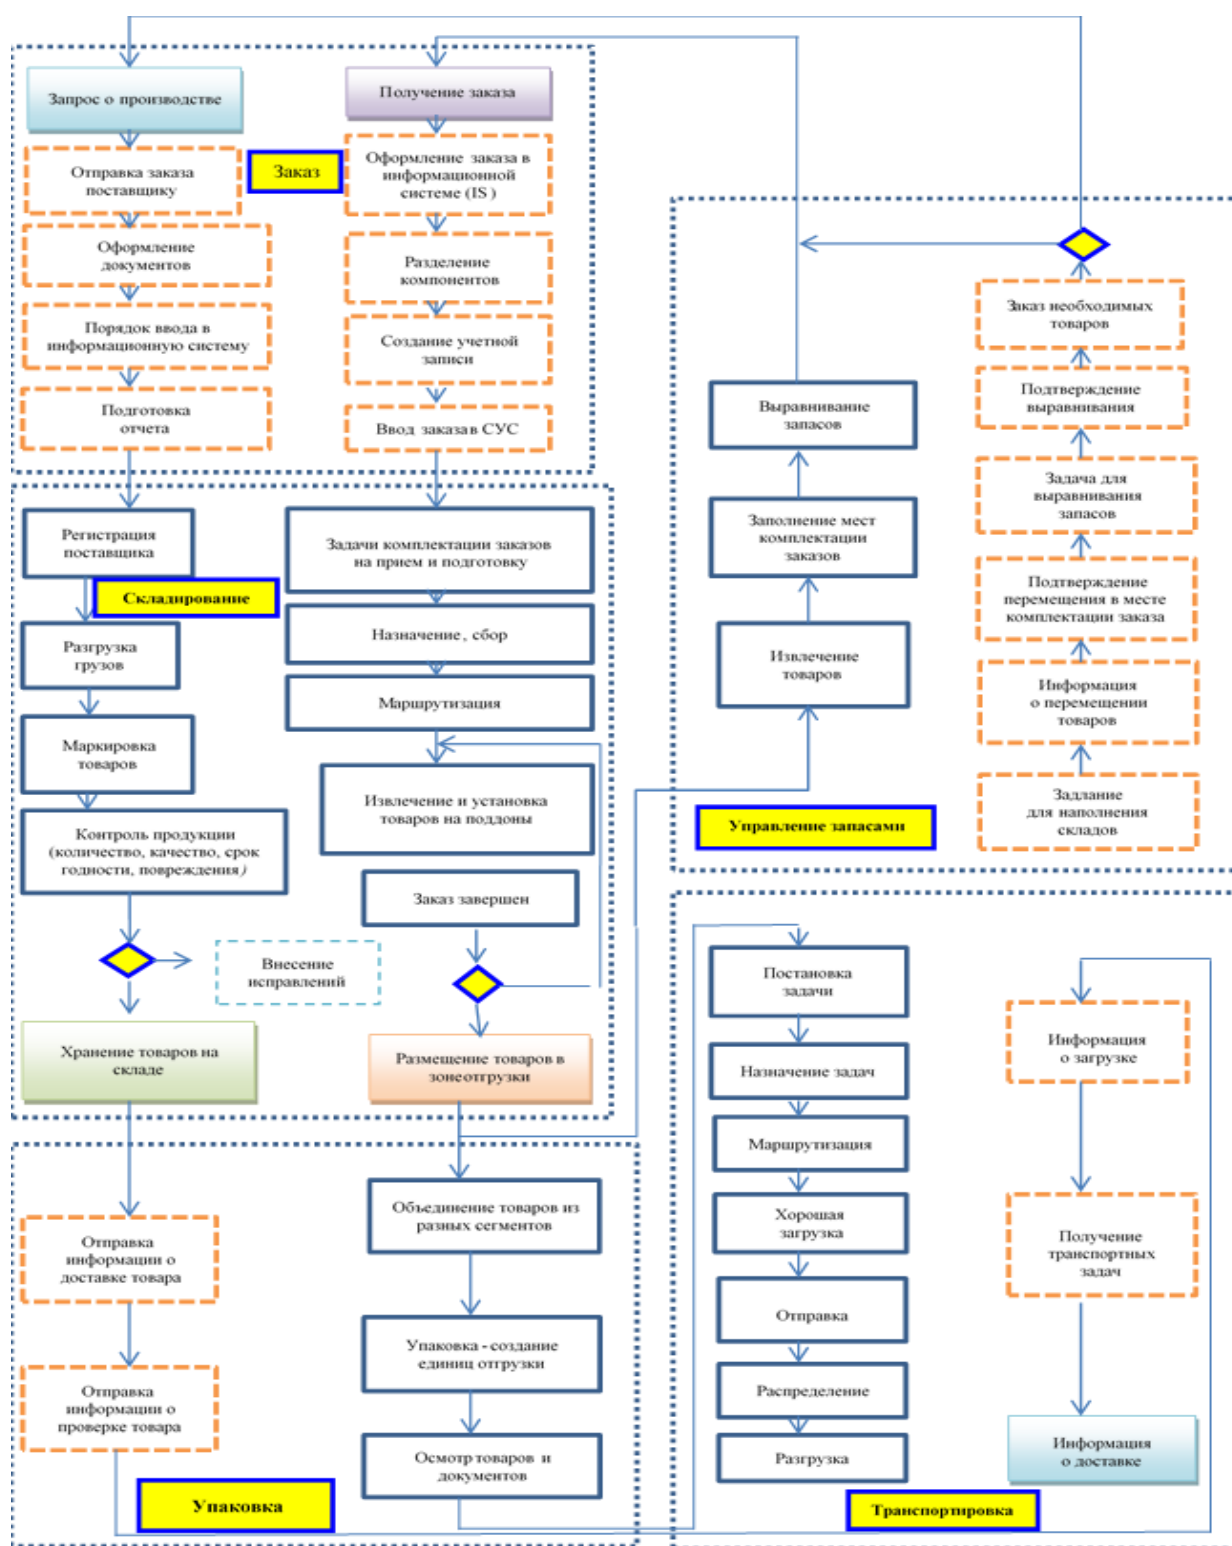 Запрос о производстве
Отправка заказа
поставщику
Оформление
документов
Порядок ввода в
информационную систему
Подготовка
отчета
Заказ
Получение заказа
Оформление заказа в
информационной
системе (IS )
Разделение
компонентов
Создание учетной
записи
Ввод заказав СУС
Регистрация
поставщика
Складирование
Разгрузка
грузов
Маркировка
товаров
Контроль продукции
(количество, качество, срок
годности, повреждения)
Внесение
исправлений
Хранение товаров на
складе
Задачи комплектации заказов
на прием и подготовку
Назначение, сбор
Маршрутизация
Извлечение и установка
товаров на поддоны
Заказ завершен
Размещение товаров в
зонеотгрузки
Отправка
информации о
доставке товара
Отправка
информации о
проверке товара
Упаковка
Объединение товаров из
разных сегментов
Упаковка - создание
единиц отгрузки
Осмотр товаров и
документов
Выравнивание
запасов
Заполнение мест
комплектации
заказов
Извлечение
товаров
Управление запасами
Заказ необходимых
товаров
Подтверждение
выравнивания
Задача для
выравнивания
запасов
Подтверждение
перемещения в месте
комплектации заказа
Информация
о перемещении
товаров
Задлание
для наполнения
складов
Постановка
задачи
Назначение задач
Маршрутизация
Хорошая
загрузка
Отправка
Распределение
Разгрузка
Информация
о загрузке
Получение
транспортных
задач
Информация
о доставке
Транспортировка